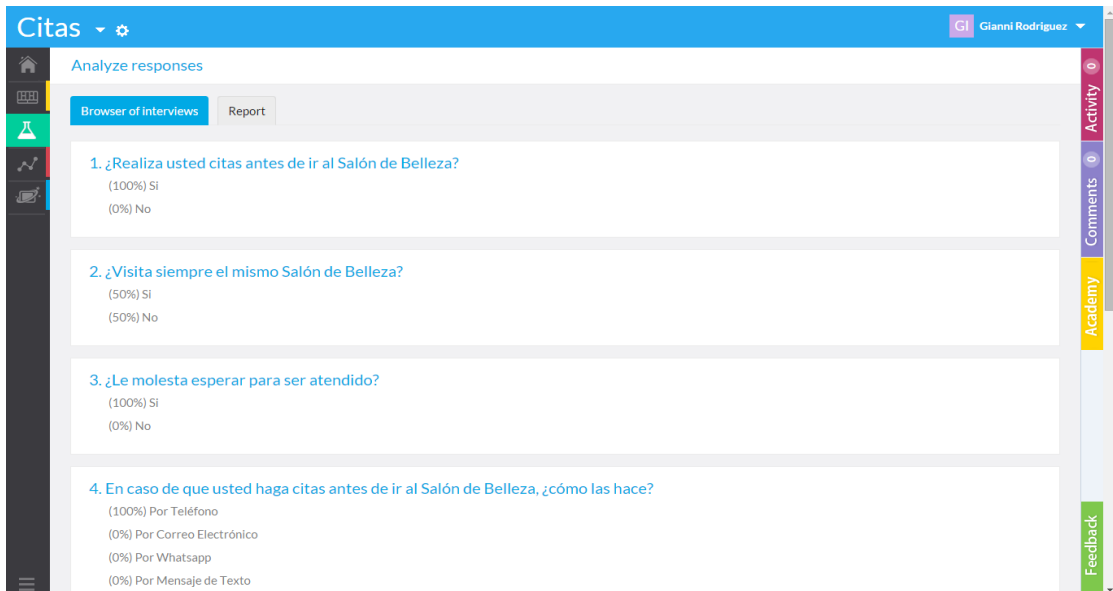 Citas
GI Gianni Rodriguez
Analyze responses
Browser of interviews
Report
1. ¿Realiza usted citas antes de ir al Salón de Belleza?
(100%) Si
(0%) No
2. ¿Visita siempre el mismo Salón de Belleza?
(50%) Si
(50%) No
3. ¿Le molesta esperar para ser atendido?
(100%) Si
(0%) No
4. En caso de que usted haga citas antes de ir al Salón de Belleza, ¿cómo las hace?
(100%) Por Teléfono
(0%) Por Correo Electrónico
(0%) Por Whatsapp
(0%) Por Mensaje de Texto
Activity 0
Comments 0
Academy
Feedback